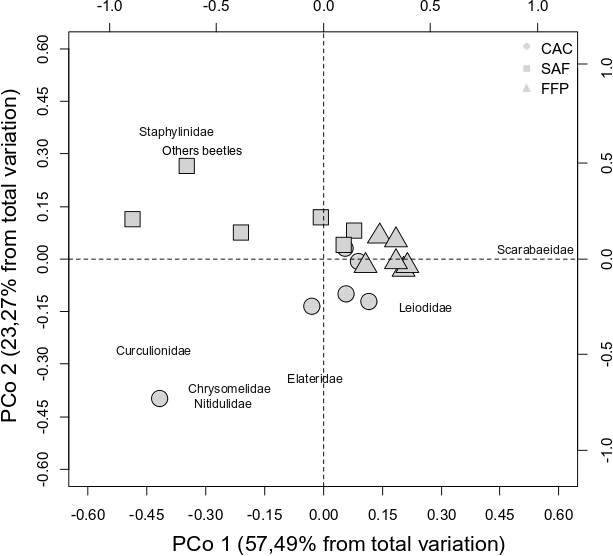 -1.0 -0.5 0.0 0.5 1.0
CAC
SAF
FFP
0.60
0.45
0.30
0.15
0.00
-0.15
-0.30
-0.45
-0.60
PCo 2 (23,27% from total variation)
1.0
0.5
0.0
-0.5
-1.0
Staphylinidae
Others beetles
Scarabaeidae
Leiodidae
Curculionidae
Elateridae
Chrysomelidae
Nitidulidae
-0.60 -0.45 -0.30 -0.15 0.00 0.15 0.30 0.45 0.60
PCo 1 (57,49% from total variation)